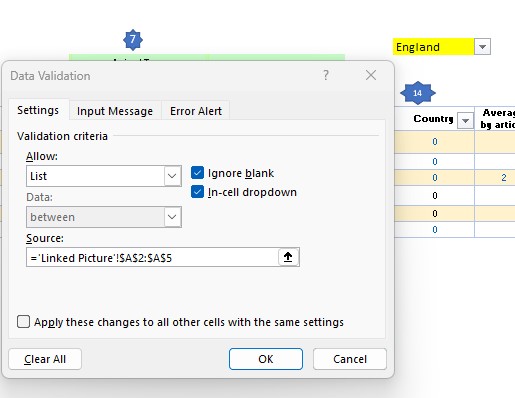 7
England
Data Validation
?
Settings
Input Message
Error Alert
14
Country
by artic
Validation criteria
Allow:
List
Ignore blank
In-cell dropdown
Data:
between
Source:
='Linked Picture'!$A$2:$A$5
0
0
0 2
0
0
0
Apply these changes to all other cells with the same settings
Clear All
OK
Cancel